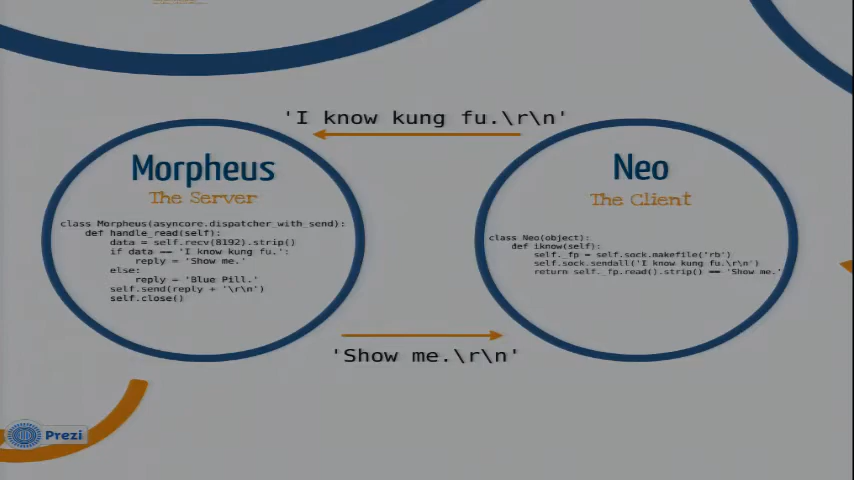 'I know kung fu.\r\n'
Morpheus
The Server
class Morpheus(asyncore.dispatcher_with_send):
    def handle_read(self):
        data = self.recv(8192).strip()
        if data == 'I know kung fu.':
            reply = 'Show me.'
        else:
            reply = 'Blue Pill.'
        self.send(reply + '\r\n')
        self.close()
Neo
The Client
class Neo(object):
    def iknow(self):
        self._fp = self.sock.makefile('rb')
        self.sock.sendall('I know kung fu.\r\n')
        return self._fp.read().strip() == 'Show me.'
'Show me.\r\n'
Prezi